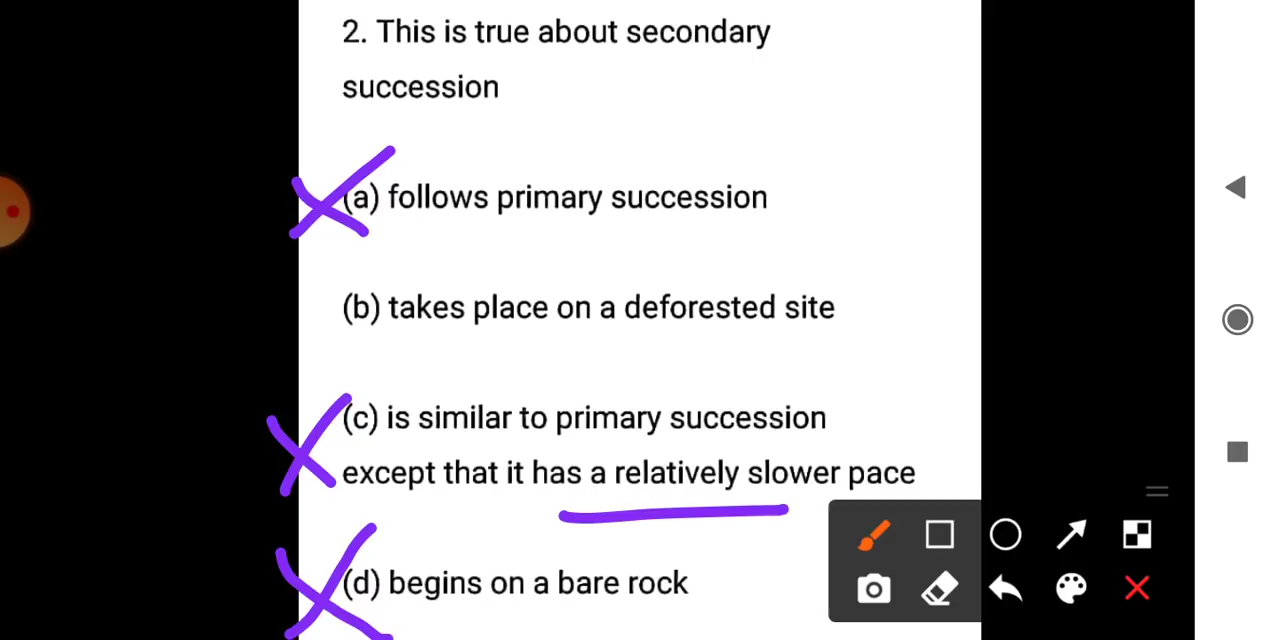 2. This is true about secondary
succession
(a) follows primary succession
(b) takes place on a deforested site
(c) is similar to primary succession
except that it has a relatively slower pace
(d) begins on a bare rock